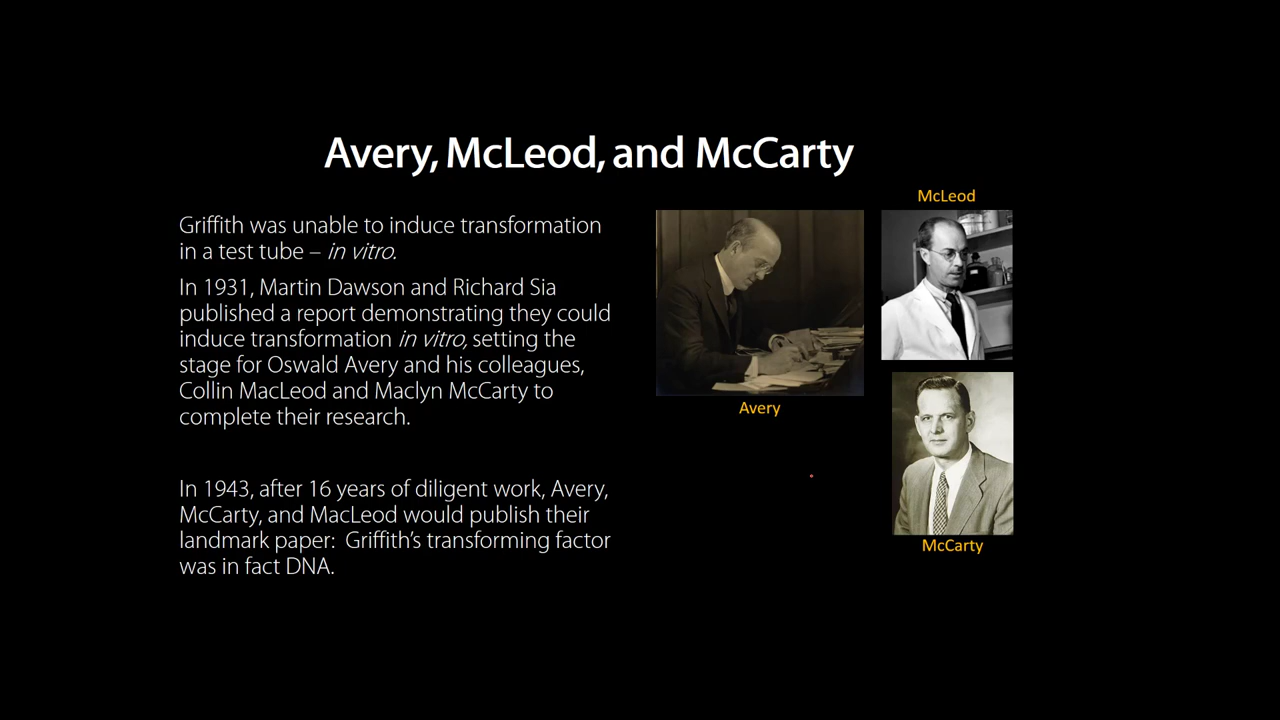 Avery, McLeod, and McCarty
Griffith was unable to induce transformation
in a test tube – in vitro.
In 1931, Martin Dawson and Richard Sia
published a report demonstrating they could
induce transformation in vitro, setting the
stage for Oswald Avery and his colleagues,
Collin MacLeod and Maclyn McCarty to
complete their research.
In 1943, after 16 years of diligent work, Avery,
McCarty, and MacLeod would publish their
landmark paper:  Griffith's transforming factor
was in fact DNA.
McLeod
Avery
McCarty